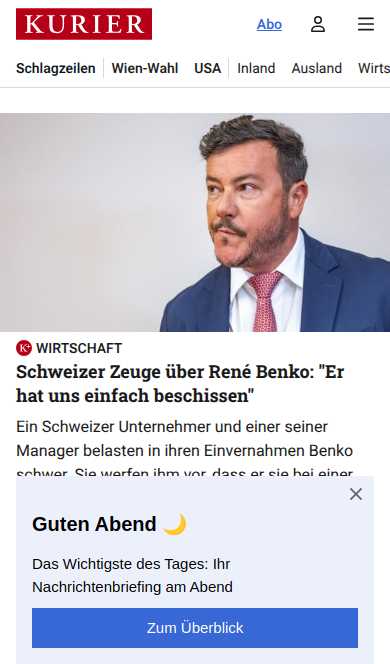 KURIER
Abo
Schlagzeilen Wien-Wahl USA Inland Ausland Wirts
K+ WIRTSCHAFT
Schweizer Zeuge über René Benko: "Er
hat uns einfach beschissen"
Ein Schweizer Unternehmer und einer seiner
Manager belasten in ihren Einvernahmen Benko
schwer. Sie werfen ihm vor, dass er sie bei einer
Guten Abend 🌙
Das Wichtigste des Tages: Ihr
Nachrichtenbriefing am Abend
Zum Überblick